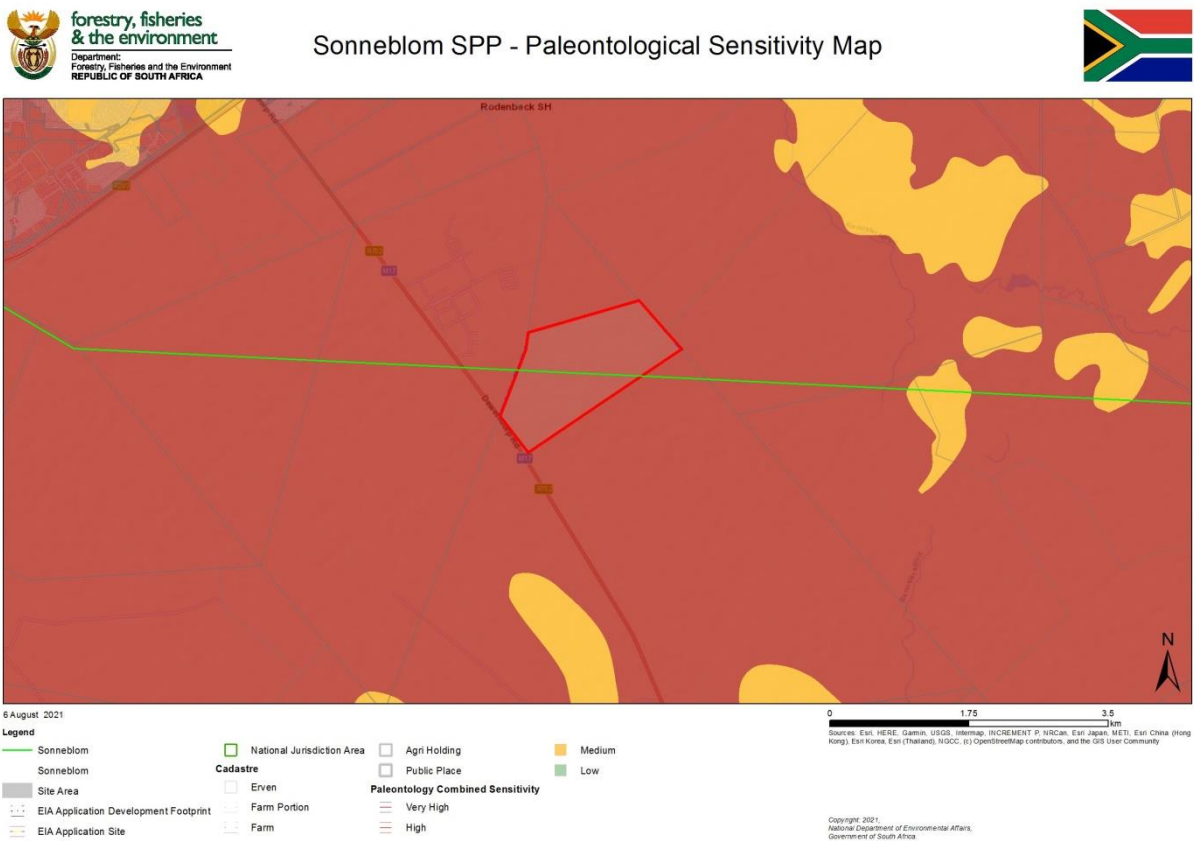 forestry, fisheries
& the environment
Department:
Forestry, Fisheries and the Environment
REPUBLIC OF SOUTH AFRICA
Sonneblom SPP - Paleontological Sensitivity Map
Rodenbeck SH
M17
M17
N
6 August 2021
Legend
Sonneblom
Sonneblom
Site Area
EIA Application Development Footprint
EIA Application Site
National Jurisdiction Area
Cadastre
Erven
Farm Portion
Farm
Agri Holding
Public Place
Paleontology Combined Sensitivity
Very High
High
Medium
Low
0 1.75 3.5
km
Sources: Esri, HERE, Garmin, USGS, Intermap, INCREMENT P, NRCan, Esri Japan, METI, Esri China (Hong
Kong), Esri Korea, Esri (Thailand), NGCC, (c) OpenStreetMap contributors, and the GIS User Community
Copyright: 2021,
National Department of Environmental Affairs,
Government of South Africa.